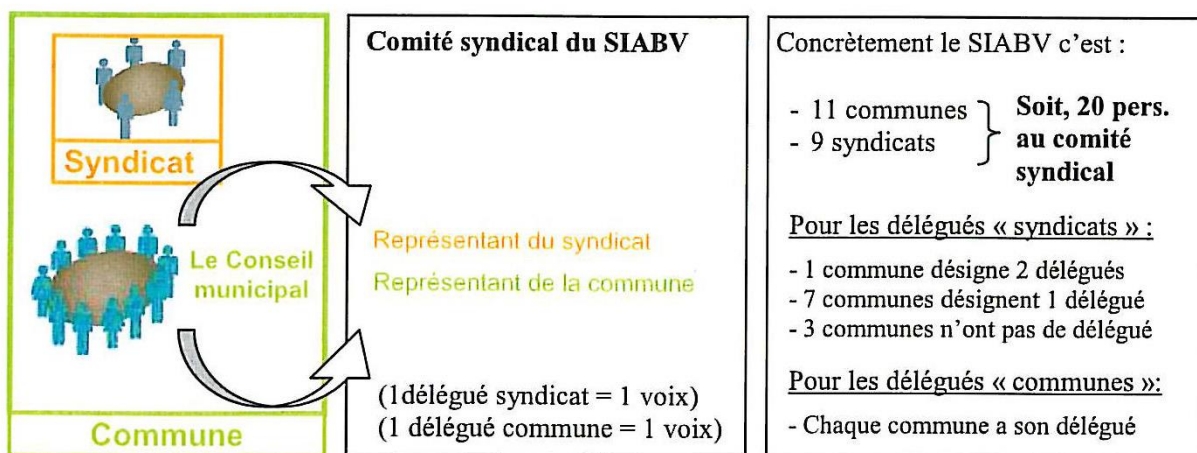 Syndicat
Le Conseil
municipal
Commune
Comité syndical du SIABV
Représentant du syndicat
Représentant de la commune
(1délégué syndicat = 1 voix)
(1 délégué commune = 1 voix)
Concrètement le SIABV c'est :
- 11 communes
- 9 syndicats
Soit, 20 pers.
au comité
syndical
Pour les délégués « syndicats » :
- 1 commune désigne 2 délégués
- 7 communes désignent 1 délégué
- 3 communes n'ont pas de délégué
Pour les délégués « communes »:
- Chaque commune a son délégué